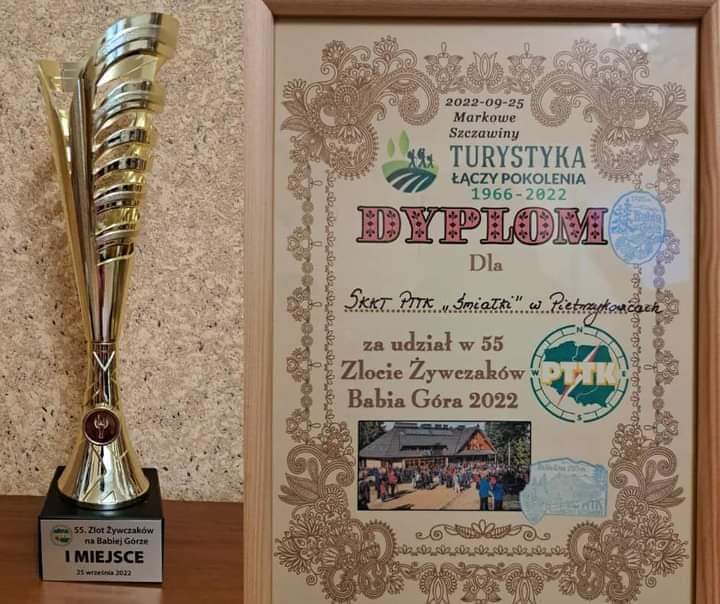 55. Zlot Żywczaków
na Babiej Górze
I MIEJSCE
25 września 2022
2022-09-25
Markowe
Szczawiny
TURYSTYKA
ŁĄCZY POKOLENIA
1966-2022
DYPLOM
Dla
SKKT PTTK „Śmiałki" w Pietrzykowicach
za udział w 55
Zlocie Żywczaków
Babia Góra 2022
N
W
PTTK
S